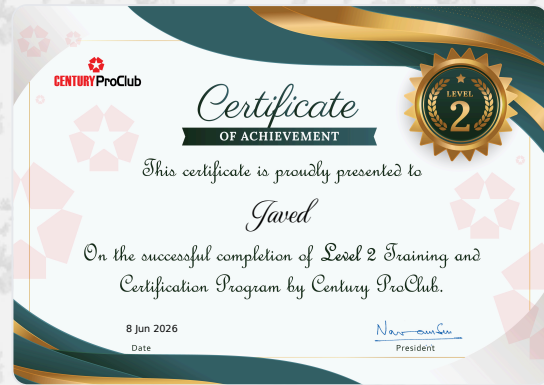 CENTURY ProClub
LEVEL
2
Certificate
OF ACHIEVEMENT
This certificate is proudly presented to
Javed
On the successful completion of Level 2 Training and
Certification Program by Century ProClub.
8 Jun 2026
Date
President